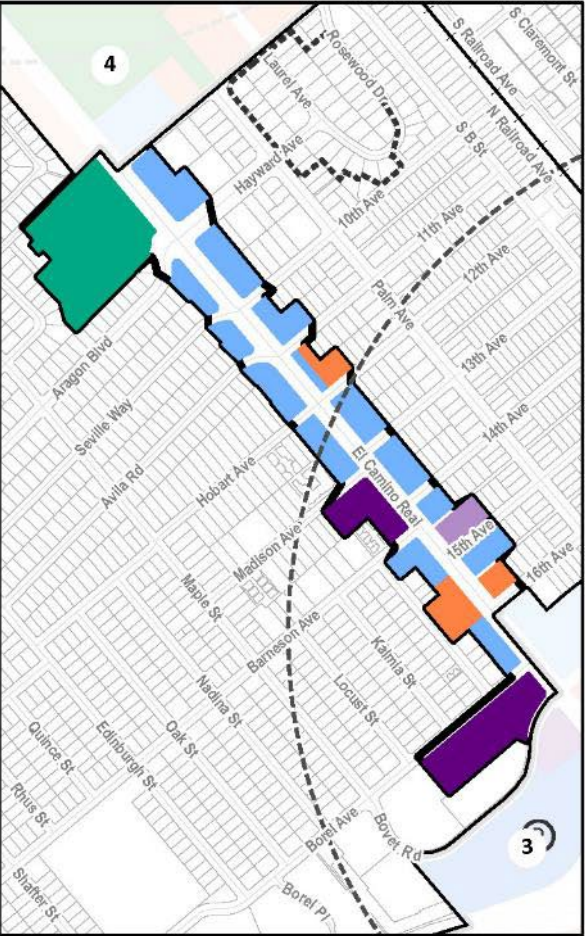 4
S Claremont St
S Railroad Ave
N Railroad Ave
S B St
Rosewood Dr
Laurel Ave
Hayward Ave
10th Ave
11th Ave
12th Ave
Palm Ave
13th Ave
14th Ave
Aragon Blvd
Seville Way
Avila Rd
Hobart Ave
El Camino Real
15th Ave
16th Ave
Madison Ave
Maple St
Barneson Ave
Kalmia St
Locust St
Nadina St
Oak St
Edinburgh St
Quince St
Rhus St
Shafter St
Borel Ave
Bovet Rd
Borel Pl
3